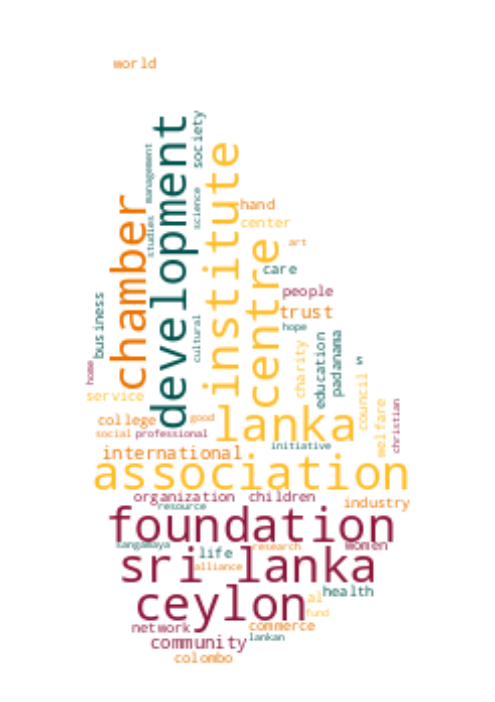 world
development
society
management
institute
chamber
science
hand
studies
center
centre
art
care
people
business
trust
cultural
hope
education
padanama
charity
s
home
council
service
welfare
christian
college
good
lanka
social
professional
initiative
international
association
organization
children
resource
industry
foundation
sangamaya
life
research
women
sri lanka
alliance
health
ceylon
al
fund
network
commerce
community
lankan
colombo